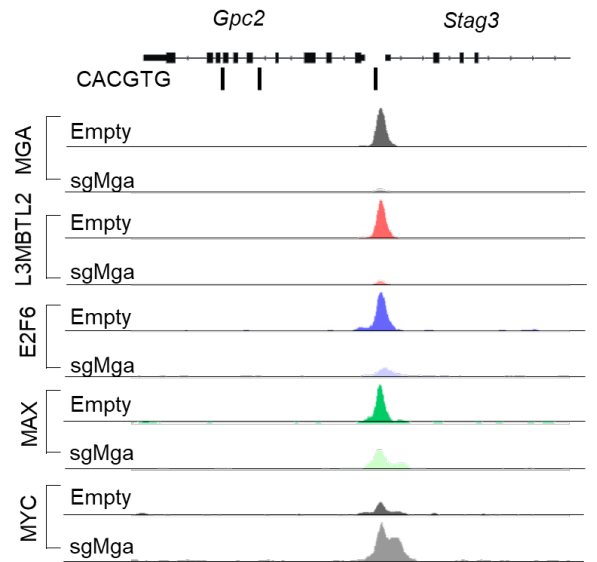 Gpc2 Stag3
CACGTG
MGA
Empty
sgMga
L3MBTL2
Empty
sgMga
E2F6
Empty
sgMga
MAX
Empty
sgMga
MYC
Empty
sgMga